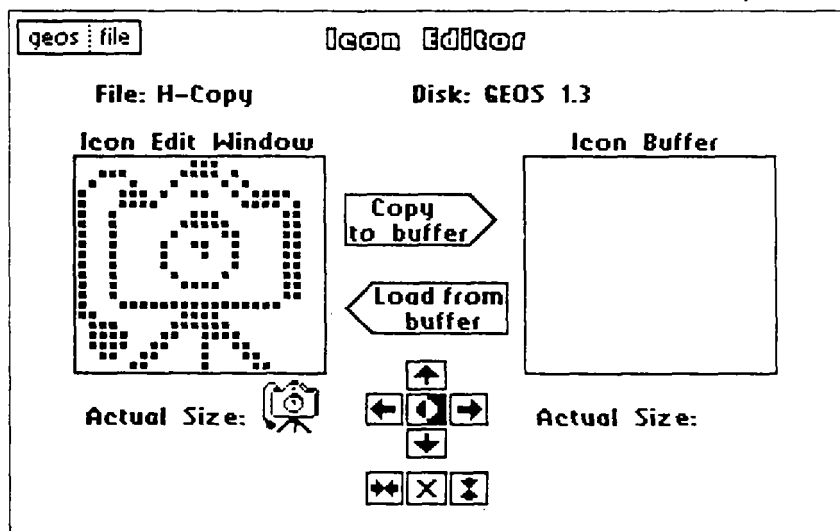 geos file
Icon Editor
File: H-Copy
Disk: GEOS 1.3
Icon Edit Window
Icon Buffer
Copy
to buffer
Load from
buffer
Actual Size:
Actual Size: